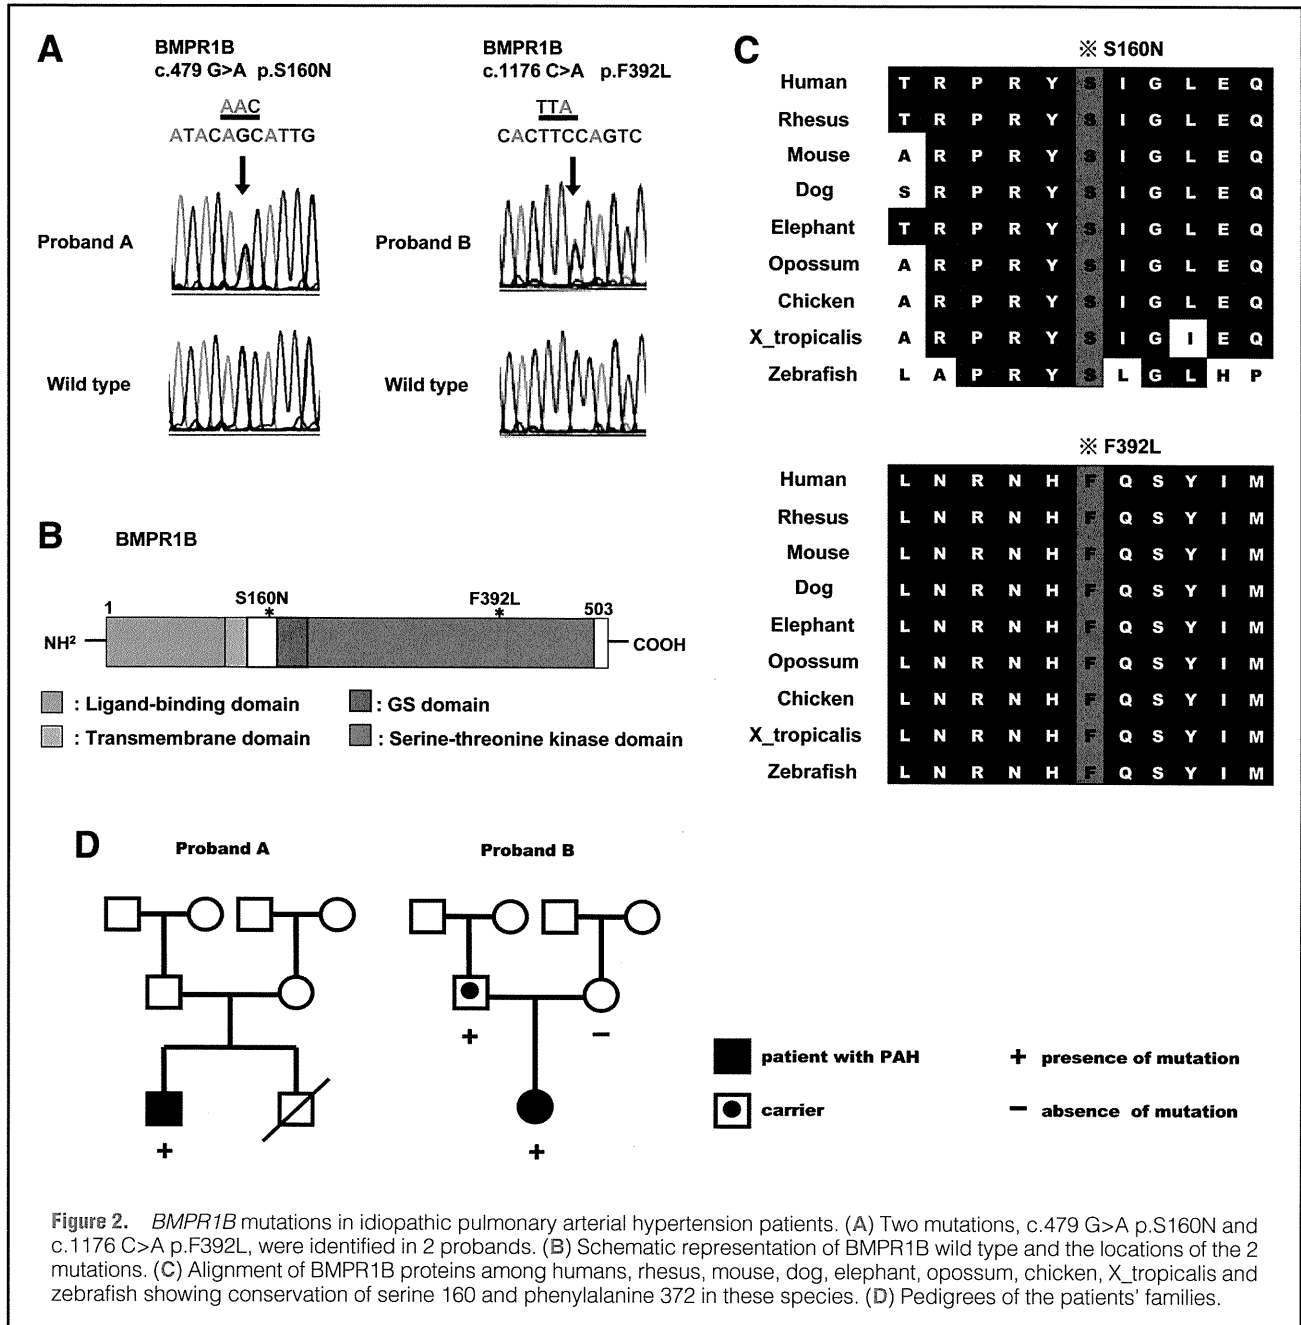 A
BMPR1B
c.479 G>A p.S160N
AAC
ATACAGCATTG
Proband A
Wild type
BMPR1B
c.1176 C>A p.F392L
TTA
CACTTCCAGTC
Proband B
Wild type
B
BMPR1B
1
S160N
*
F392L
*
503
NH²
COOH
: Ligand-binding domain
: GS domain
: Transmembrane domain
: Serine-threonine kinase domain
C
※ S160N
Human T R P R Y S I G L E Q
Rhesus T R P R Y S I G L E Q
Mouse A R P R Y S I G L E Q
Dog S R P R Y S I G L E Q
Elephant T R P R Y S I G L E Q
Opossum A R P R Y S I G L E Q
Chicken A R P R Y S I G L E Q
X_tropicalis A R P R Y S I G I E Q
Zebrafish L A P R Y S L G L H P
※ F392L
Human L N R N H F Q S Y I M
Rhesus L N R N H F Q S Y I M
Mouse L N R N H F Q S Y I M
Dog L N R N H F Q S Y I M
Elephant L N R N H F Q S Y I M
Opossum L N R N H F Q S Y I M
Chicken L N R N H F Q S Y I M
X_tropicalis L N R N H F Q S Y I M
Zebrafish L N R N H F Q S Y I M
D
Proband A
Proband B
+
+
−
+
patient with PAH
+ presence of mutation
carrier
− absence of mutation
Figure 2. BMPR1B mutations in idiopathic pulmonary arterial hypertension patients. (A) Two mutations, c.479 G>A p.S160N and
c.1176 C>A p.F392L, were identified in 2 probands. (B) Schematic representation of BMPR1B wild type and the locations of the 2
mutations. (C) Alignment of BMPR1B proteins among humans, rhesus, mouse, dog, elephant, opossum, chicken, X_tropicalis and
zebrafish showing conservation of serine 160 and phenylalanine 372 in these species. (D) Pedigrees of the patients' families.